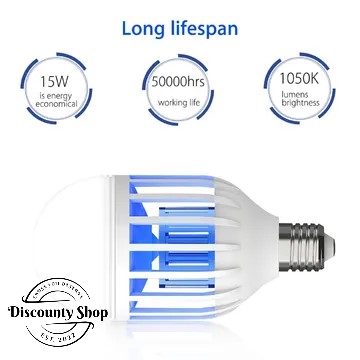 Long lifespan
15W
is energy
economical
50000hrs
working life
1050K
lumens
brightness
Discounty Shop
EST. 2022